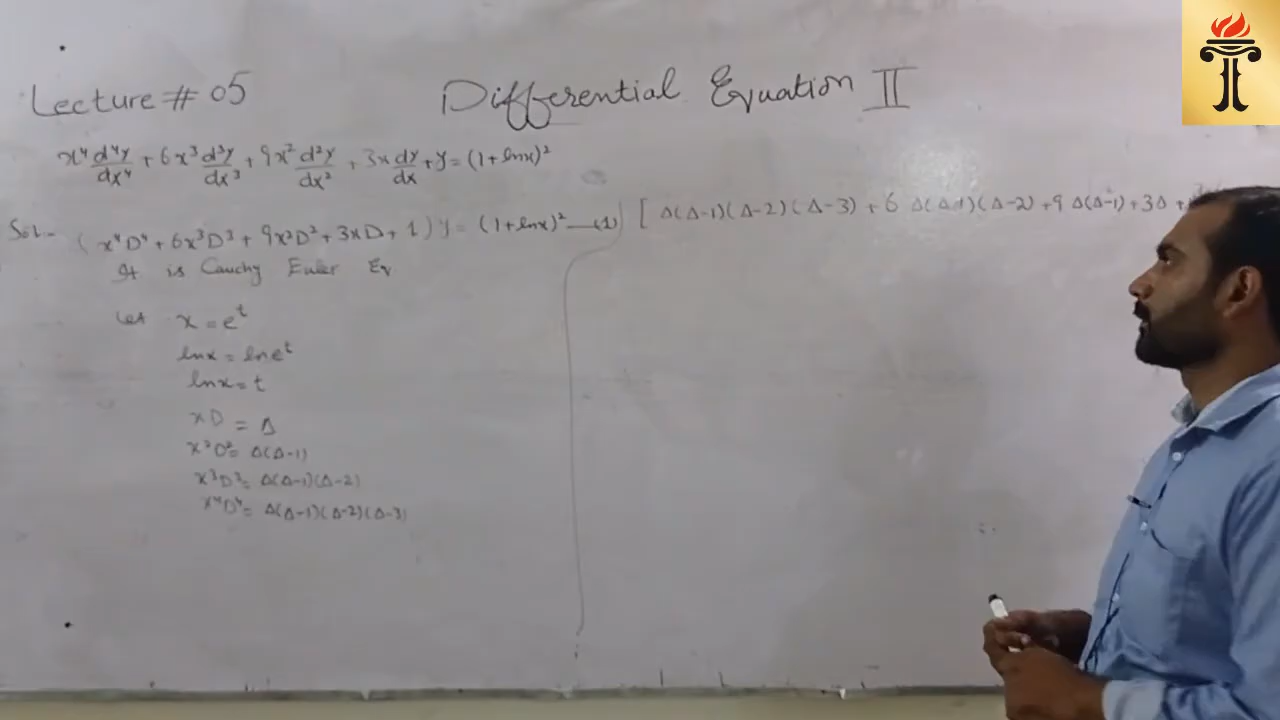 Lecture # 05
Differential Equation II
x⁴ d⁴y/dx⁴ + 6x³ d³y/dx³ + 9x² d²y/dx² + 3x dy/dx + y = (1+lnx)²
Sol:- (x⁴D⁴ + 6x³D³ + 9x²D² + 3xD + 1) y = (1+lnx)² —(1)
It is Cauchy Euler Eq
Let x = eᵗ
lnx = lneᵗ
lnx = t
xD = Δ
x²D² = Δ(Δ-1)
x³D³ = Δ(Δ-1)(Δ-2)
x⁴D⁴ = Δ(Δ-1)(Δ-2)(Δ-3)
[ Δ(Δ-1)(Δ-2)(Δ-3) + 6 Δ(Δ-1)(Δ-2) + 9 Δ(Δ-1) + 3Δ +